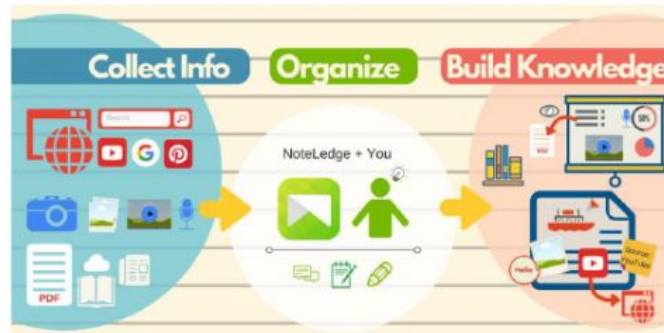 Collect Info
Organize
Build Knowledge
Search
NoteLedge + You
PDF
50%
Hello
Source:
YouTube